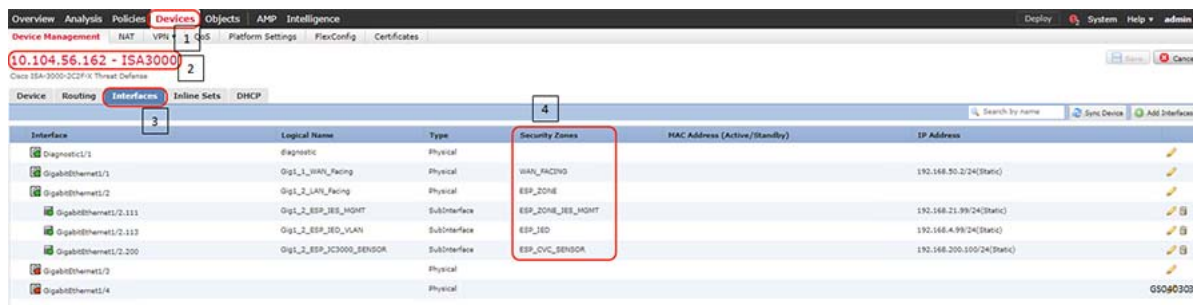 Overview Analysis Policies Devices Objects AMP Intelligence Deploy System Help admin
Device Management NAT VPN QoS Platform Settings FlexConfig Certificates
1
10.104.56.162 - ISA3000
2
Save Cance
Cisco ISA-3000-2C2F-X Threat Defense
Device Routing Interfaces Inline Sets DHCP
3
4
Search by name Sync Device Add Interfaces
Interface Logical Name Type Security Zones MAC Address (Active/Standby) IP Address
Diagnostic1/1 diagnostic Physical
GigabitEthernet1/1 Gig1_1_WAN_Facing Physical WAN_FACING 192.168.50.2/24(Static)
GigabitEthernet1/2 Gig1_2_LAN_Facing Physical ESP_ZONE
GigabitEthernet1/2.111 Gig1_2_ESP_IES_MGMT SubInterface ESP_ZONE_IES_MGMT 192.168.21.99/24(Static)
GigabitEthernet1/2.113 Gig1_2_ESP_IED_VLAN SubInterface ESP_IED 192.168.4.99/24(Static)
GigabitEthernet1/2.200 Gig1_2_ESP_IC3000_SENSOR SubInterface ESP_CVC_SENSOR 192.168.200.100/24(Static)
GigabitEthernet1/3 Physical
GigabitEthernet1/4 Physical